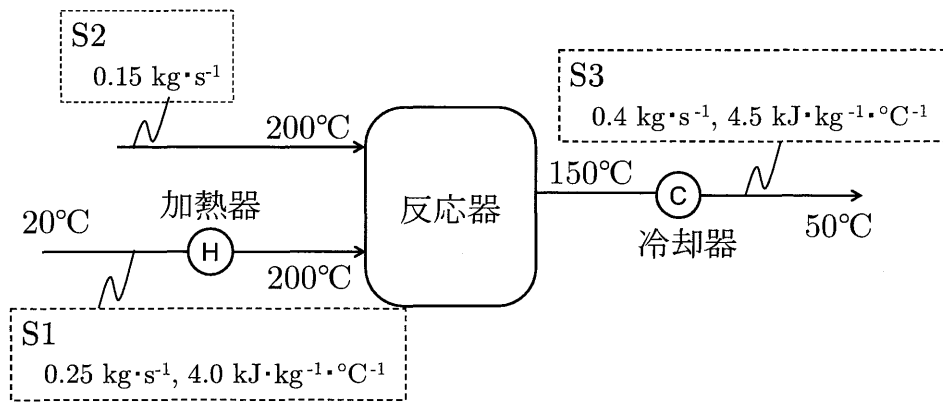 S2
0.15 kg･s⁻¹
200℃
S3
0.4 kg･s⁻¹, 4.5 kJ･kg⁻¹･°C⁻¹
150℃
C
冷却器
50℃
反応器
加熱器
20℃
H
200℃
S1
0.25 kg･s⁻¹, 4.0 kJ･kg⁻¹･°C⁻¹